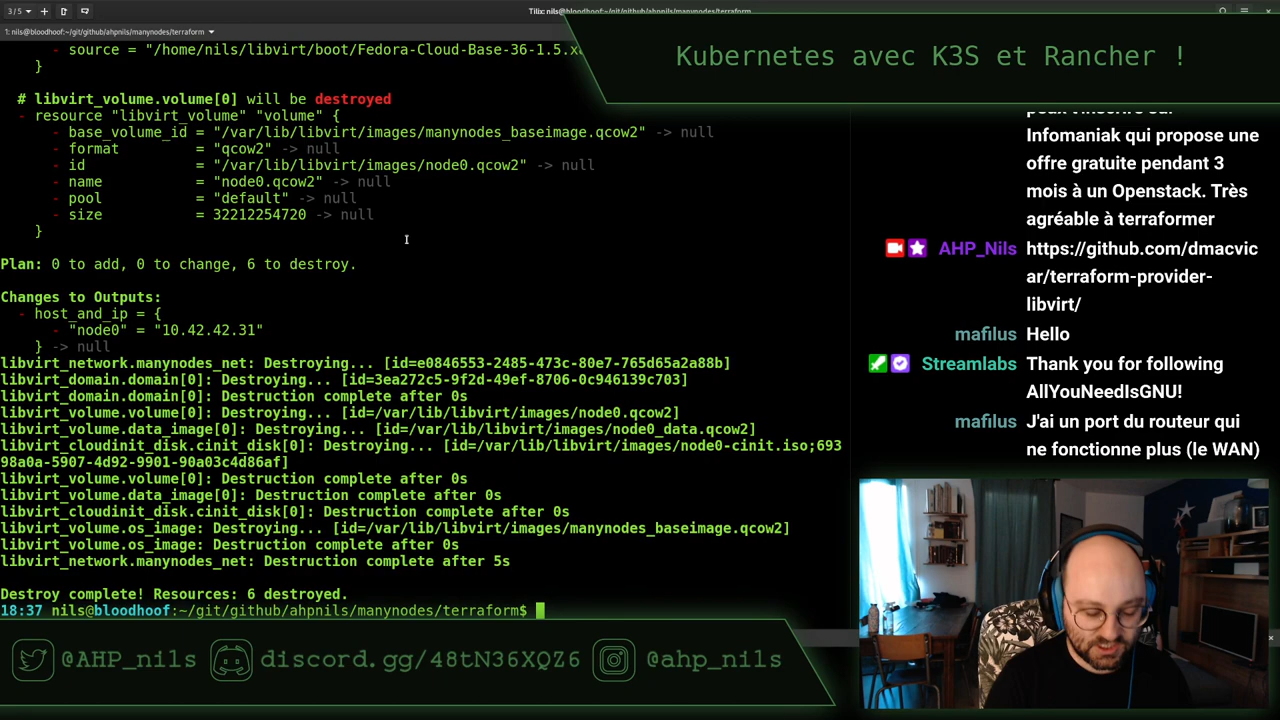 3 / 5
Tilix: nils@bloodhoof:~/git/github/ahpnils/manynodes/terraform
1: nils@bloodhoof:~/git/github/ahpnils/manynodes/terraform
Kubernetes avec K3S et Rancher !
- source = "/home/nils/libvirt/boot/Fedora-Cloud-Base-36-1.5.x
}
# libvirt_volume.volume[0] will be destroyed
- resource "libvirt_volume" "volume" {
- base_volume_id = "/var/lib/libvirt/images/manynodes_baseimage.qcow2" -> null
- format = "qcow2" -> null
- id = "/var/lib/libvirt/images/node0.qcow2" -> null
- name = "node0.qcow2" -> null
- pool = "default" -> null
- size = 32212254720 -> null
}
Plan: 0 to add, 0 to change, 6 to destroy.
Changes to Outputs:
- host_and_ip = {
- "node0" = "10.42.42.31"
} -> null
libvirt_network.manynodes_net: Destroying... [id=e0846553-2485-473c-80e7-765d65a2a88b]
libvirt_domain.domain[0]: Destroying... [id=3ea272c5-9f2d-49ef-8706-0c946139c703]
libvirt_domain.domain[0]: Destruction complete after 0s
libvirt_volume.volume[0]: Destroying... [id=/var/lib/libvirt/images/node0.qcow2]
libvirt_volume.data_image[0]: Destroying... [id=/var/lib/libvirt/images/node0_data.qcow2]
libvirt_cloudinit_disk.cinit_disk[0]: Destroying... [id=/var/lib/libvirt/images/node0-cinit.iso;693
98a0a-5907-4d92-9901-90a03c4d86af]
libvirt_volume.volume[0]: Destruction complete after 0s
libvirt_volume.data_image[0]: Destruction complete after 0s
libvirt_cloudinit_disk.cinit_disk[0]: Destruction complete after 0s
libvirt_volume.os_image: Destroying... [id=/var/lib/libvirt/images/manynodes_baseimage.qcow2]
libvirt_volume.os_image: Destruction complete after 0s
libvirt_network.manynodes_net: Destruction complete after 5s
Destroy complete! Resources: 6 destroyed.
18:37 nils@bloodhoof:~/git/github/ahpnils/manynodes/terraform$
Infomaniak qui propose une
offre gratuite pendant 3
mois à un Openstack. Très
agréable à terraformer
AHP_Nils https://github.com/dmacvic
ar/terraform-provider-
libvirt/
mafilus Hello
Streamlabs Thank you for following
AllYouNeedIsGNU!
mafilus J'ai un port du routeur qui
ne fonctionne plus (le WAN)
@AHP_nils discord.gg/48tN36XQZ6 @ahp_nils